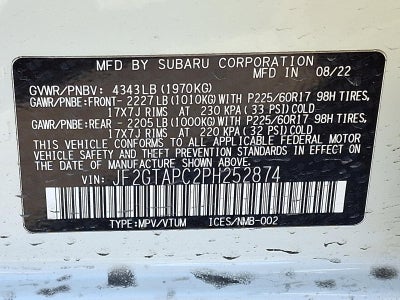 MFD BY SUBARU CORPORATION
MFD IN 08/22
GVWR/PNBV: 4343LB (1970KG)
GAWR/PNBE:FRONT- 2227LB (1010KG) WITH P225/60R17 98H TIRES,
17X7J RIMS, AT 230 KPA (33 PSI) COLD
GAWR/PNBE:REAR - 2205LB (1000KG) WITH P225/60R17 98H TIRES,
17X7J RIMS, AT 220 KPA (32 PSI) COLD
THIS VEHICLE CONFORMS TO ALL APPLICABLE FEDERAL MOTOR
VEHICLE SAFETY AND THEFT PREVENTION STANDARDS IN EFFECT ON
THE DATE OF MANUFACTURE SHOWN ABOVE.
VIN: JF2GTAPC2PH252874
TYPE:MPV/VTUM ICES/NMB-002